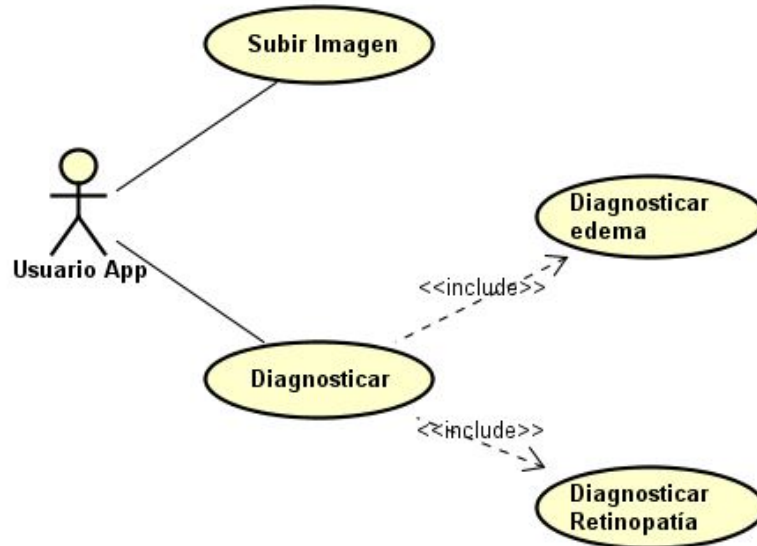 Subir Imagen
Diagnosticar
edema
Usuario App
<<include>>
Diagnosticar
<<include>>
Diagnosticar
Retinopatía